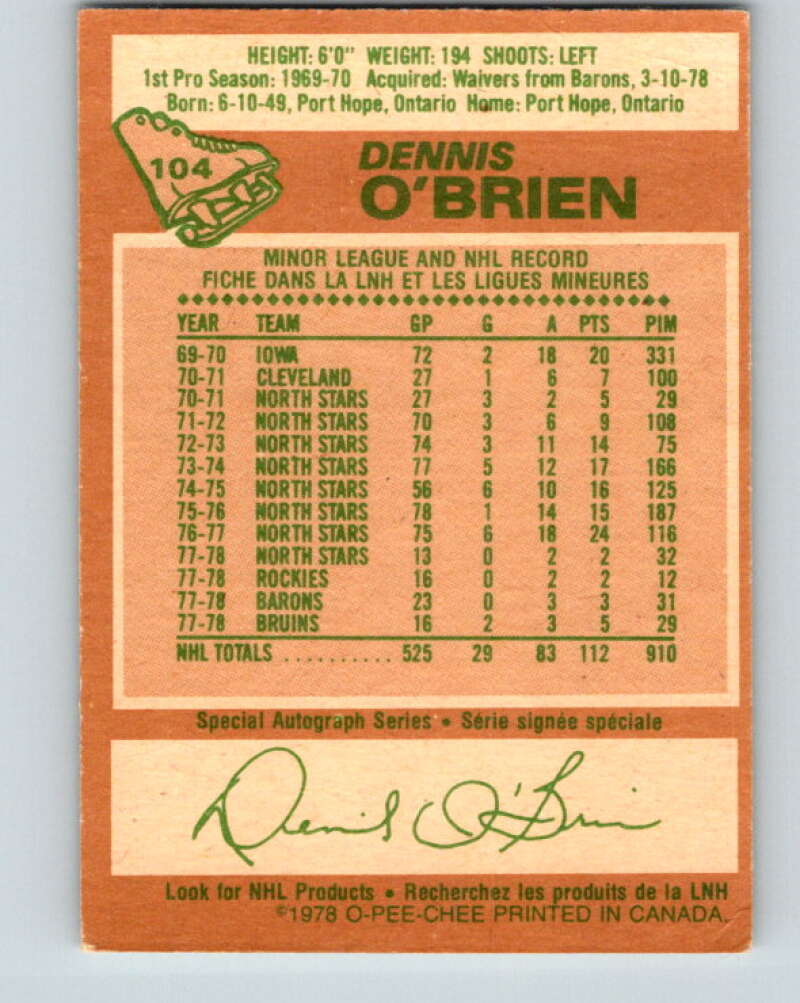 HEIGHT: 6'0" WEIGHT: 194 SHOOTS: LEFT
1st Pro Season: 1969-70 Acquired: Waivers from Barons, 3-10-78
Born: 6-10-49, Port Hope, Ontario Home: Port Hope, Ontario
104
DENNIS
O'BRIEN
MINOR LEAGUE AND NHL RECORD
FICHE DANS LA LNH ET LES LIGUES MINEURES
YEAR TEAM GP G A PTS PIM
69-70 IOWA 72 2 18 20 331
70-71 CLEVELAND 27 1 6 7 100
70-71 NORTH STARS 27 3 2 5 29
71-72 NORTH STARS 70 3 6 9 108
72-73 NORTH STARS 74 3 11 14 75
73-74 NORTH STARS 77 5 12 17 166
74-75 NORTH STARS 56 6 10 16 125
75-76 NORTH STARS 78 1 14 15 187
76-77 NORTH STARS 75 6 18 24 116
77-78 NORTH STARS 13 0 2 2 32
77-78 ROCKIES 16 0 2 2 12
77-78 BARONS 23 0 3 3 31
77-78 BRUINS 16 2 3 5 29
NHL TOTALS .......... 525 29 83 112 910
Special Autograph Series • Série signée spéciale
Dennis O'Brien
Look for NHL Products • Recherchez les produits de la LNH
©1978 O-PEE-CHEE PRINTED IN CANADA.